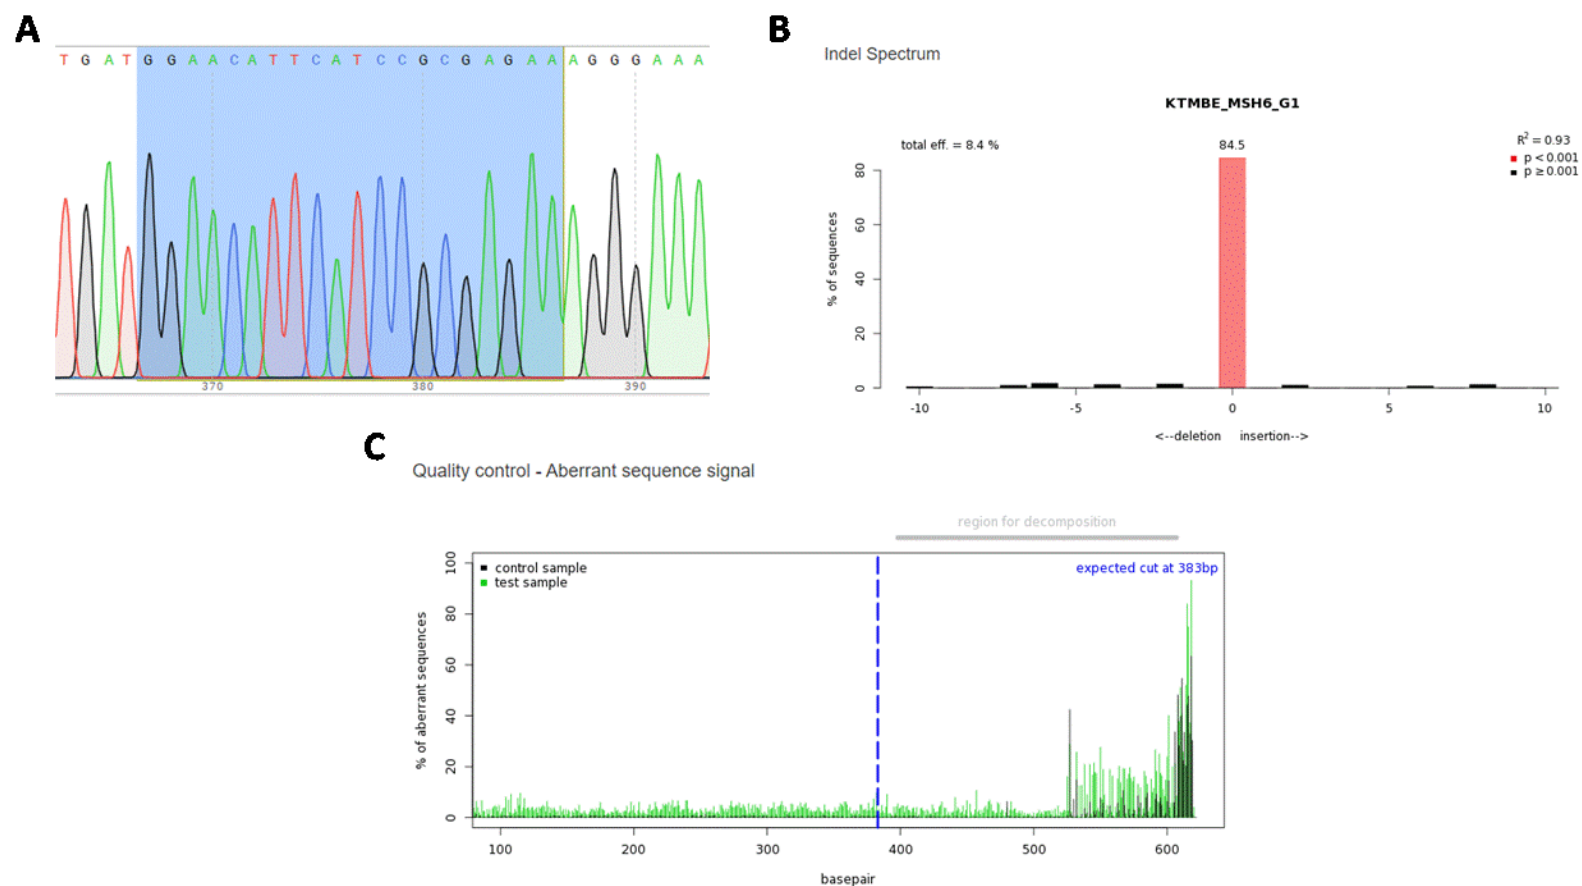 A
T G A T G G A A C A T T C A T C C G C G A G A A A G G G A A A
370 380 390
B
Indel Spectrum
KTMBE_MSH6_G1
total eff. = 8.4 %
84.5
R² = 0.93
p < 0.001
p ≥ 0.001
% of sequences
80
60
40
20
0
-10 -5 0 5 10
<--deletion insertion-->
C
Quality control - Aberrant sequence signal
region for decomposition
control sample
test sample
expected cut at 383bp
% of aberrant sequences
100
80
60
40
20
0
100 200 300 400 500 600
basepair